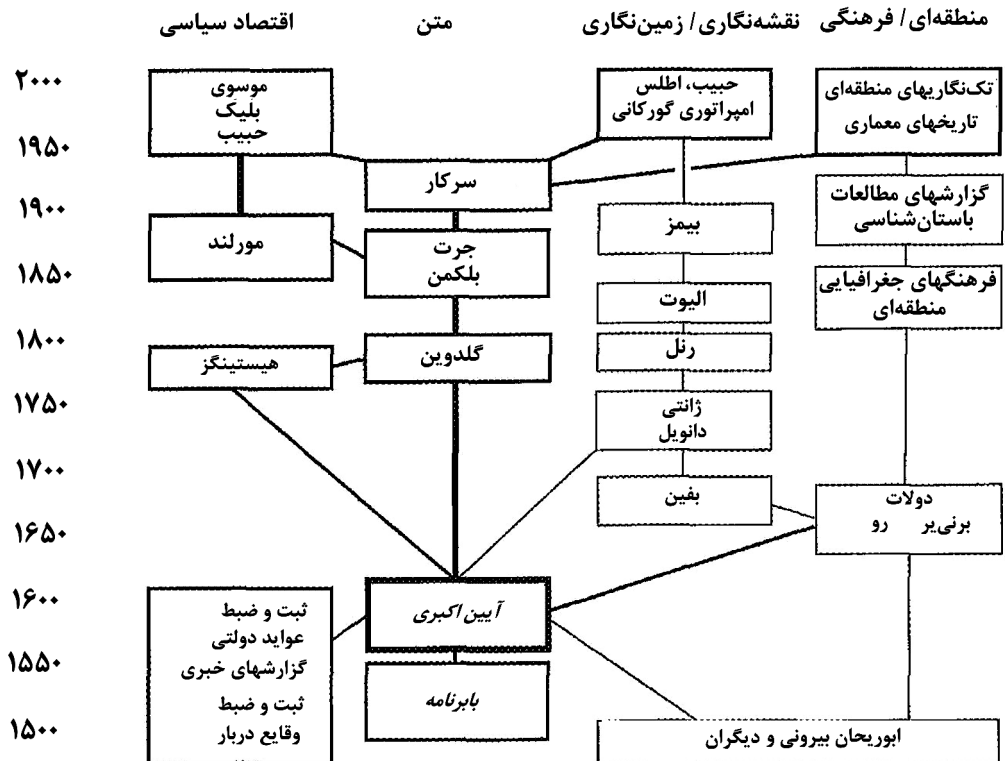 منطقه‌ای / فرهنگی
نقشه‌نگاری / زمین‌نگاری
متن
اقتصاد سیاسی
۲۰۰۰
۱۹۵۰
۱۹۰۰
۱۸۵۰
۱۸۰۰
۱۷۵۰
۱۷۰۰
۱۶۵۰
۱۶۰۰
۱۵۵۰
۱۵۰۰
تک‌نگاریهای منطقه‌ای
تاریخهای معماری
گزارشهای مطالعات
باستان‌شناسی
فرهنگهای جغرافیایی
منطقه‌ای
دولات
برنی‌یر رو
ابوریحان بیرونی و دیگران
حبیب، اطلس
امپراتوری گورکانی
بیمز
الیوت
رنل
ژانتی
دانویل
بفین
سرکار
جرت
بلکمن
گلدوین
آیین اکبری
بابرنامه
موسوی
بلیک
حبیب
مورلند
هیستینگز
ثبت و ضبط
عواید دولتی
گزارشهای خبری
ثبت و ضبط
وقایع دربار